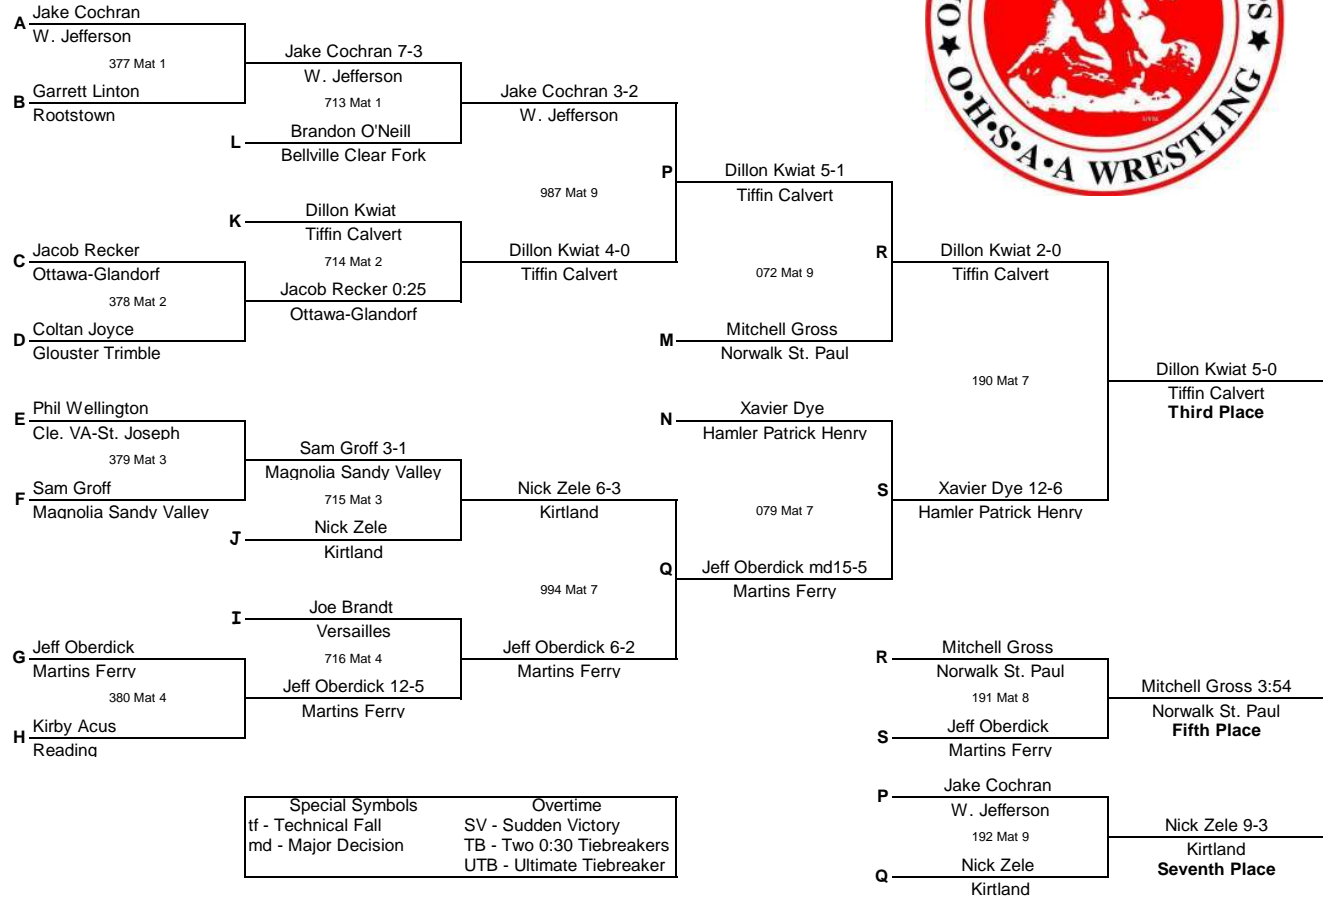 A Jake Cochran
W. Jefferson
377 Mat 1
B Garrett Linton
Rootstown
Jake Cochran 7-3
W. Jefferson
713 Mat 1
L Brandon O'Neill
Bellville Clear Fork
Jake Cochran 3-2
W. Jefferson
987 Mat 9
K Dillon Kwiat
Tiffin Calvert
714 Mat 2
C Jacob Recker
Ottawa-Glandorf
378 Mat 2
D Coltan Joyce
Glouster Trimble
Jacob Recker 0:25
Ottawa-Glandorf
Dillon Kwiat 4-0
Tiffin Calvert
P
Dillon Kwiat 5-1
Tiffin Calvert
072 Mat 9
M Mitchell Gross
Norwalk St. Paul
R
Dillon Kwiat 2-0
Tiffin Calvert
190 Mat 7
Dillon Kwiat 5-0
Tiffin Calvert
Third Place
E Phil Wellington
Cle. VA-St. Joseph
379 Mat 3
F Sam Groff
Magnolia Sandy Valley
Sam Groff 3-1
Magnolia Sandy Valley
715 Mat 3
J Nick Zele
Kirtland
Nick Zele 6-3
Kirtland
994 Mat 7
I Joe Brandt
Versailles
716 Mat 4
G Jeff Oberdick
Martins Ferry
380 Mat 4
H Kirby Acus
Reading
Jeff Oberdick 12-5
Martins Ferry
Jeff Oberdick 6-2
Martins Ferry
N Xavier Dye
Hamler Patrick Henry
079 Mat 7
Q
Jeff Oberdick md15-5
Martins Ferry
S
Xavier Dye 12-6
Hamler Patrick Henry
R Mitchell Gross
Norwalk St. Paul
191 Mat 8
S Jeff Oberdick
Martins Ferry
Mitchell Gross 3:54
Norwalk St. Paul
Fifth Place
P Jake Cochran
W. Jefferson
192 Mat 9
Q Nick Zele
Kirtland
Nick Zele 9-3
Kirtland
Seventh Place
Special Symbols
tf - Technical Fall
md - Major Decision
Overtime
SV - Sudden Victory
TB - Two 0:30 Tiebreakers
UTB - Ultimate Tiebreaker
O•H•S•A•A WRESTLING